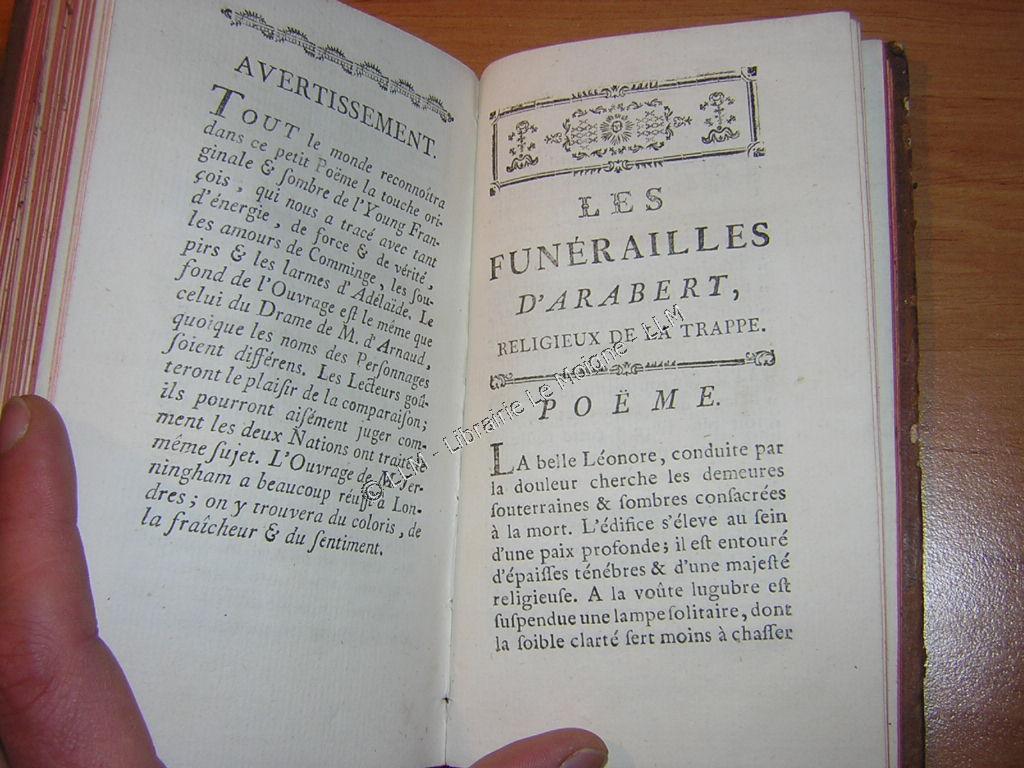 AVERTISSEMENT.
TOUT le monde reconnoîtra
dans ce petit Poëme la touche ori-
ginale & ſombre de l'Young Fran-
çois, qui nous a tracé avec tant
d'énergie, de force & de vérité,
les amours de Comminge, les ſou-
pirs & les larmes d'Adelaïde. Le
fond de l'Ouvrage eſt le même que
celui du Drame de M. d'Arnaud,
quoique les noms des Perſonnages
ſoient différens. Les Lecteurs goû-
teront le plaiſir de la comparaiſon;
ils pourront aiſément juger com-
ment les deux Nations ont traité le
même ſujet. L'Ouvrage de M. Jer-
ningham a beaucoup réuſſi à Lon-
dres; on y trouvera du coloris, de
la fraîcheur & du ſentiment.
LES
FUNÉRAILLES
D'ARABERT,
RELIGIEUX DE LA TRAPPE.
POËME.
LA belle Léonore, conduite par
la douleur cherche les demeures
ſouterraines & ſombres conſacrées
à la mort. L'édifice s'éleve au ſein
d'une paix profonde; il eſt entouré
d'épaiſſes ténébres & d'une majeſté
religieuſe. A la voûte lugubre eſt
ſuſpendue une lampe ſolitaire, dont
la foible clarté ſert moins à chaſſer
© LLM - Librairie Le Moigne - LLM